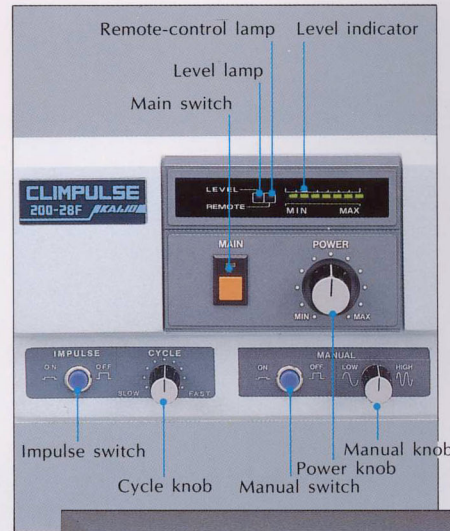 Remote-control lamp Level indicator
Level lamp
Main switch
LEVEL
REMOTE
MIN MAX
CLIMPULSE
200-28F KAIJO
MAIN POWER
MIN MAX
IMPULSE CYCLE
ON OFF
SLOW FAST
MANUAL
ON OFF LOW HIGH
Impulse switch
Manual knob
Power knob
Cycle knob Manual switch